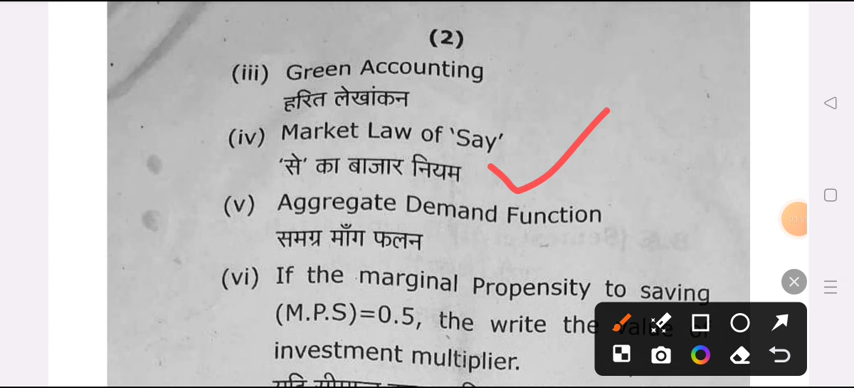 (2)
(iii) Green Accounting
हरित लेखांकन
(iv) Market Law of 'Say'
'से' का बाजार नियम
(v) Aggregate Demand Function
समग्र माँग फलन
(vi) If the marginal Propensity to saving
(M.P.S)=0.5, the write the
investment multiplier.